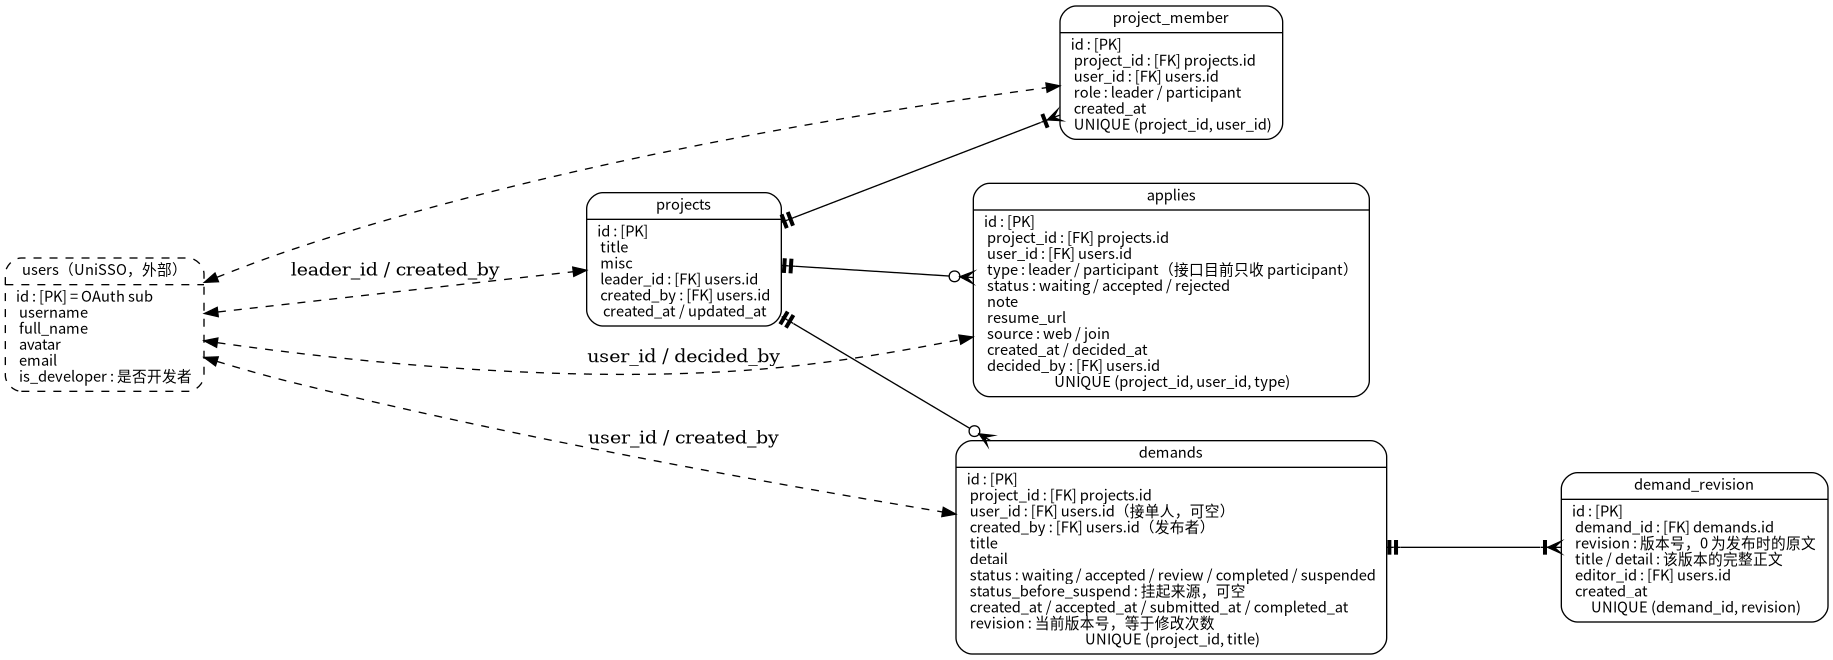 project_member
id : [PK]
project_id : [FK] projects.id
user_id : [FK] users.id
role : leader / participant
created_at
UNIQUE (project_id, user_id)
projects
id : [PK]
title
misc
leader_id : [FK] users.id
created_by : [FK] users.id
created_at / updated_at
applies
id : [PK]
project_id : [FK] projects.id
user_id : [FK] users.id
type : leader / participant（接口目前只收 participant）
status : waiting / accepted / rejected
note
resume_url
source : web / join
created_at / decided_at
decided_by : [FK] users.id
UNIQUE (project_id, user_id, type)
users（UniSSO，外部）
id : [PK] = OAuth sub
username
full_name
avatar
email
is_developer : 是否开发者
leader_id / created_by
user_id / decided_by
user_id / created_by
demands
id : [PK]
project_id : [FK] projects.id
user_id : [FK] users.id（接单人，可空）
created_by : [FK] users.id（发布者）
title
detail
status : waiting / accepted / review / completed / suspended
status_before_suspend : 挂起来源，可空
created_at / accepted_at / submitted_at / completed_at
revision : 当前版本号，等于修改次数
UNIQUE (project_id, title)
demand_revision
id : [PK]
demand_id : [FK] demands.id
revision : 版本号，0 为发布时的原文
title / detail : 该版本的完整正文
editor_id : [FK] users.id
created_at
UNIQUE (demand_id, revision)